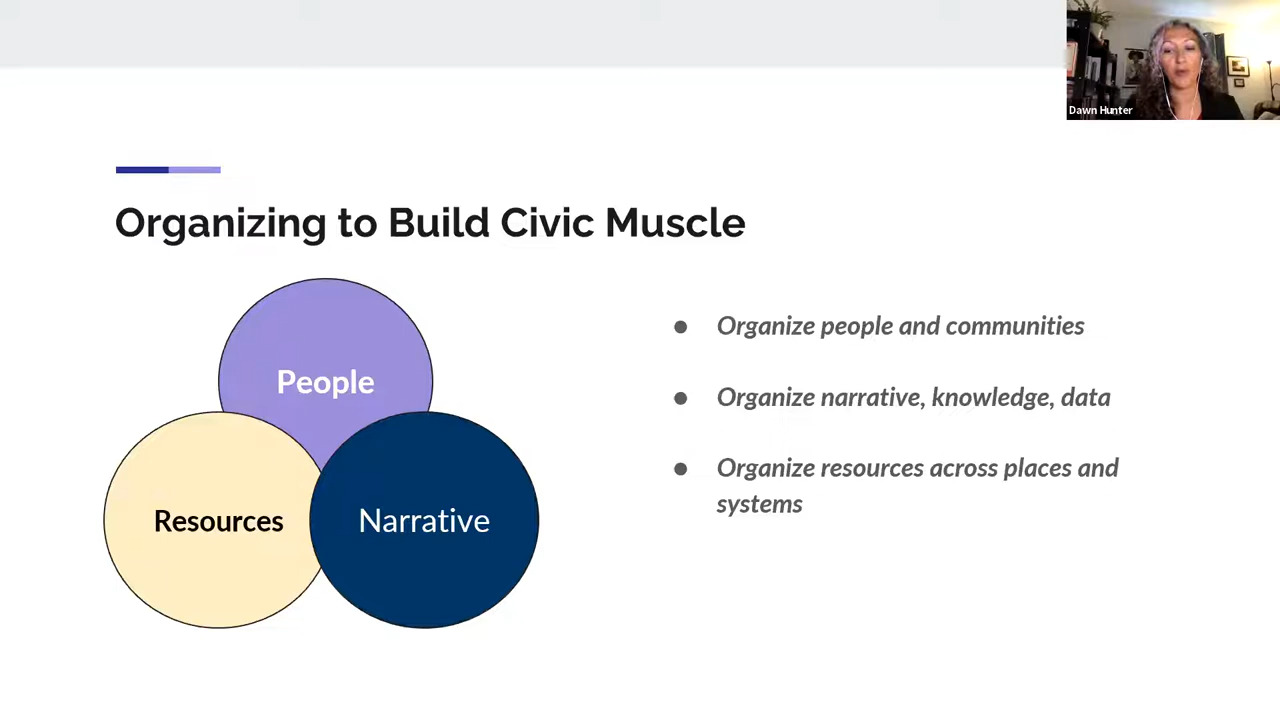 Dawn Hunter
Organizing to Build Civic Muscle
People
Resources
Narrative
● Organize people and communities
● Organize narrative, knowledge, data
● Organize resources across places and
systems